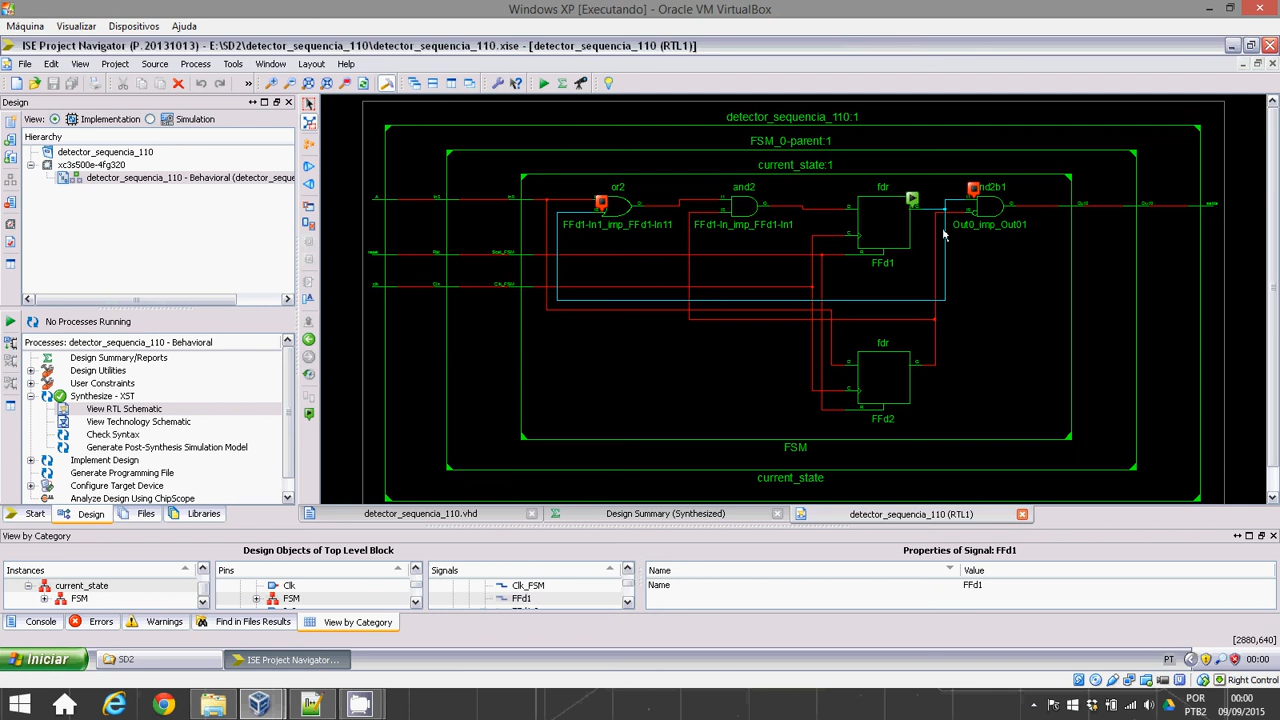 Windows XP [Executando] - Oracle VM VirtualBox
Máquina Visualizar Dispositivos Ajuda
ISE Project Navigator (P.20131013) - E:\SD2\detector_sequencia_110\detector_sequencia_110.xise - [detector_sequencia_110 (RTL1)]
File Edit View Project Source Process Tools Window Layout Help
Design
View: Implementation Simulation
Hierarchy
detector_sequencia_110
xc3s500e-4fg320
_sequencia_110 - Behavioral (detector_seque
No Processes Running
Processes: detector_sequencia_110 - Behavioral
Design Summary/Reports
Design Utilities
User Constraints
Synthesize - XST
View RTL Schematic
View Technology Schematic
Check Syntax
Generate Post-Synthesis Simulation Model
Implement Design
Generate Programming File
Configure Target Device
Analyze Design Using ChipScope
Start Design Files Libraries
detector_sequencia_110:1
FSM_0-parent:1
current_state:1
or2 and2 fdr nd2b1
FFd1-In1_imp_FFd1-In11 FFd1-In_imp_FFd1-In1 Out0_imp_Out01
FFd1
Clk_FSM
fdr
FFd2
FSM
current_state
detector_sequencia_110.vhd Design Summary (Synthesized) detector_sequencia_110 (RTL1)
View by Category
Design Objects of Top Level Block Properties of Signal: FFd1
Instances Pins Signals Name Value
current_state Clk Clk_FSM Name FFd1
FSM FSM FFd1
Console Errors Warnings Find in Files Results View by Category
[2880,640]
Iniciar SD2 ISE Project Navigator... PT 00:00
Right Control
POR 00:00
PTB2 09/09/2015